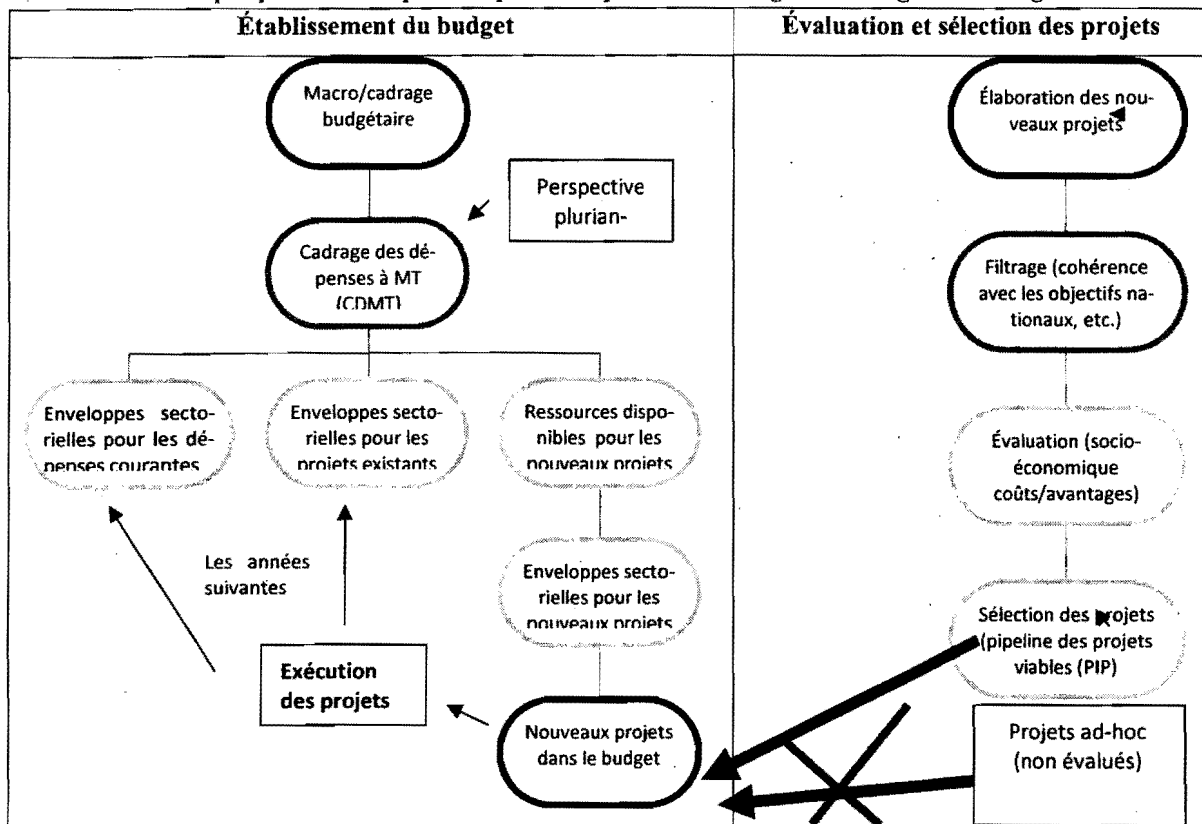 Établissement du budget
Évaluation et sélection des projets
Macro/cadrage
budgétaire
Perspective
plurian-
Cadrage des dé-
penses à MT
(CDMT)
Enveloppes secto-
rielles pour les dé-
penses courantes
Enveloppes secto-
rielles pour les
projets existants
Ressources dispo-
nibles pour les
nouveaux projets
Les années
suivantes
Enveloppes secto-
rielles pour les
nouveaux projets
Exécution
des projets
Nouveaux projets
dans le budget
Élaboration des nou-
veaux projets
Filtrage (cohérence
avec les objectifs na-
tionaux, etc.)
Évaluation (socio-
économique
coûts/avantages)
Sélection des projets
(pipeline des projets
viables (PIP)
Projets ad-hoc
(non évalués)